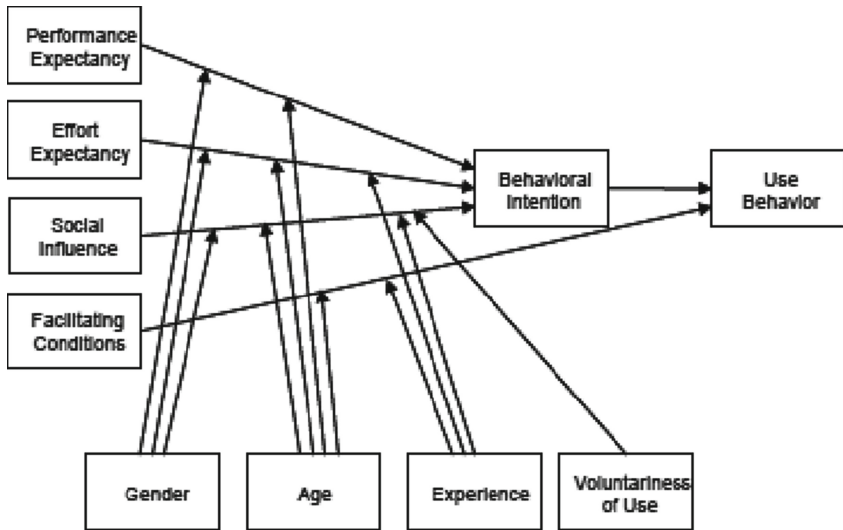 Performance
Expectancy
Effort
Expectancy
Social
Influence
Facilitating
Conditions
Behavioral
Intention
Use
Behavior
Gender
Age
Experience
Voluntariness
of Use